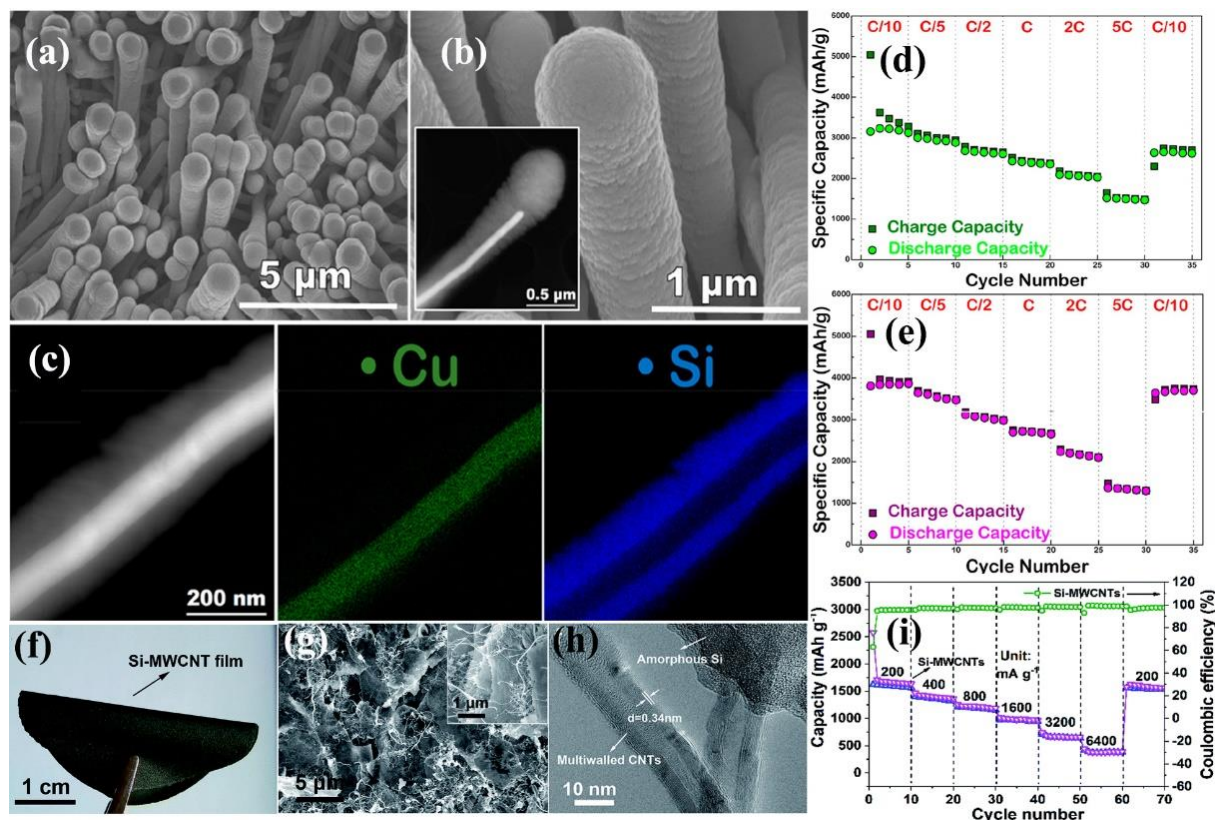 (a)
5 µm
(b)
0.5 µm
1 µm
(c)
200 nm
• Cu
• Si
(d)
C/10 C/5 C/2 C 2C 5C C/10
Specific Capacity (mAh/g)
6000
5000
4000
3000
2000
1000
0
Charge Capacity
Discharge Capacity
0 5 10 15 20 25 30 35
Cycle Number
(e)
C/10 C/5 C/2 C 2C 5C C/10
Specific Capacity (mAh/g)
6000
5000
4000
3000
2000
1000
0
Charge Capacity
Discharge Capacity
0 5 10 15 20 25 30 35
Cycle Number
(f)
Si-MWCNT film
1 cm
(g)
1 µm
5 µm
(h)
Amorphous Si
d=0.34nm
Multiwalled CNTs
10 nm
(i)
Capacity (mAh g⁻¹)
3500
3000
2500
2000
1500
1000
500
0
Si-MWCNTs
Si-MWCNTs
Unit:
mA g⁻¹
200 400 800 1600 3200 6400 200
120
100
80
60
40
20
0
-20
-40
-60
Coulombic efficiency (%)
0 10 20 30 40 50 60 70
Cycle number